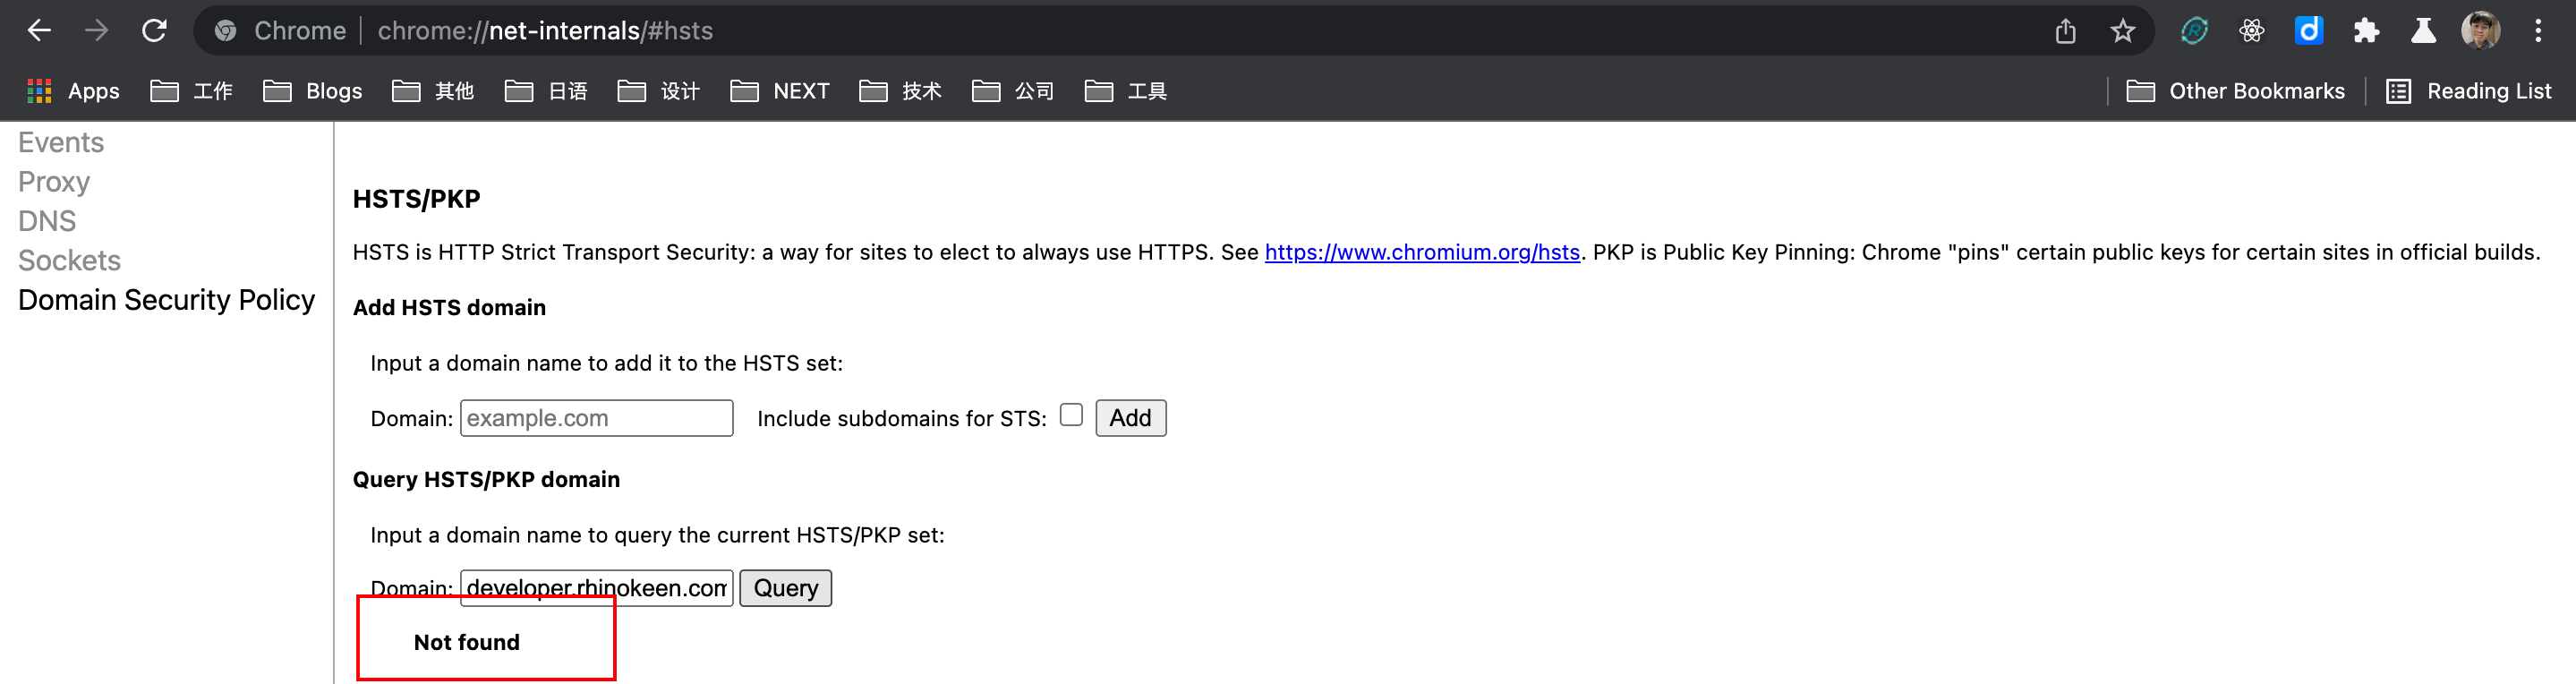 Chrome | chrome://net-internals/#hsts
Apps 工作 Blogs 其他 日语 设计 NEXT 技术 公司 工具 Other Bookmarks Reading List
Events
Proxy
DNS
Sockets
Domain Security Policy
HSTS/PKP
HSTS is HTTP Strict Transport Security: a way for sites to elect to always use HTTPS. See https://www.chromium.org/hsts. PKP is Public Key Pinning: Chrome "pins" certain public keys for certain sites in official builds.
Add HSTS domain
Input a domain name to add it to the HSTS set:
Domain: example.com Include subdomains for STS: Add
Query HSTS/PKP domain
Input a domain name to query the current HSTS/PKP set:
Domain: developer.rhinokeen.com Query
Not found